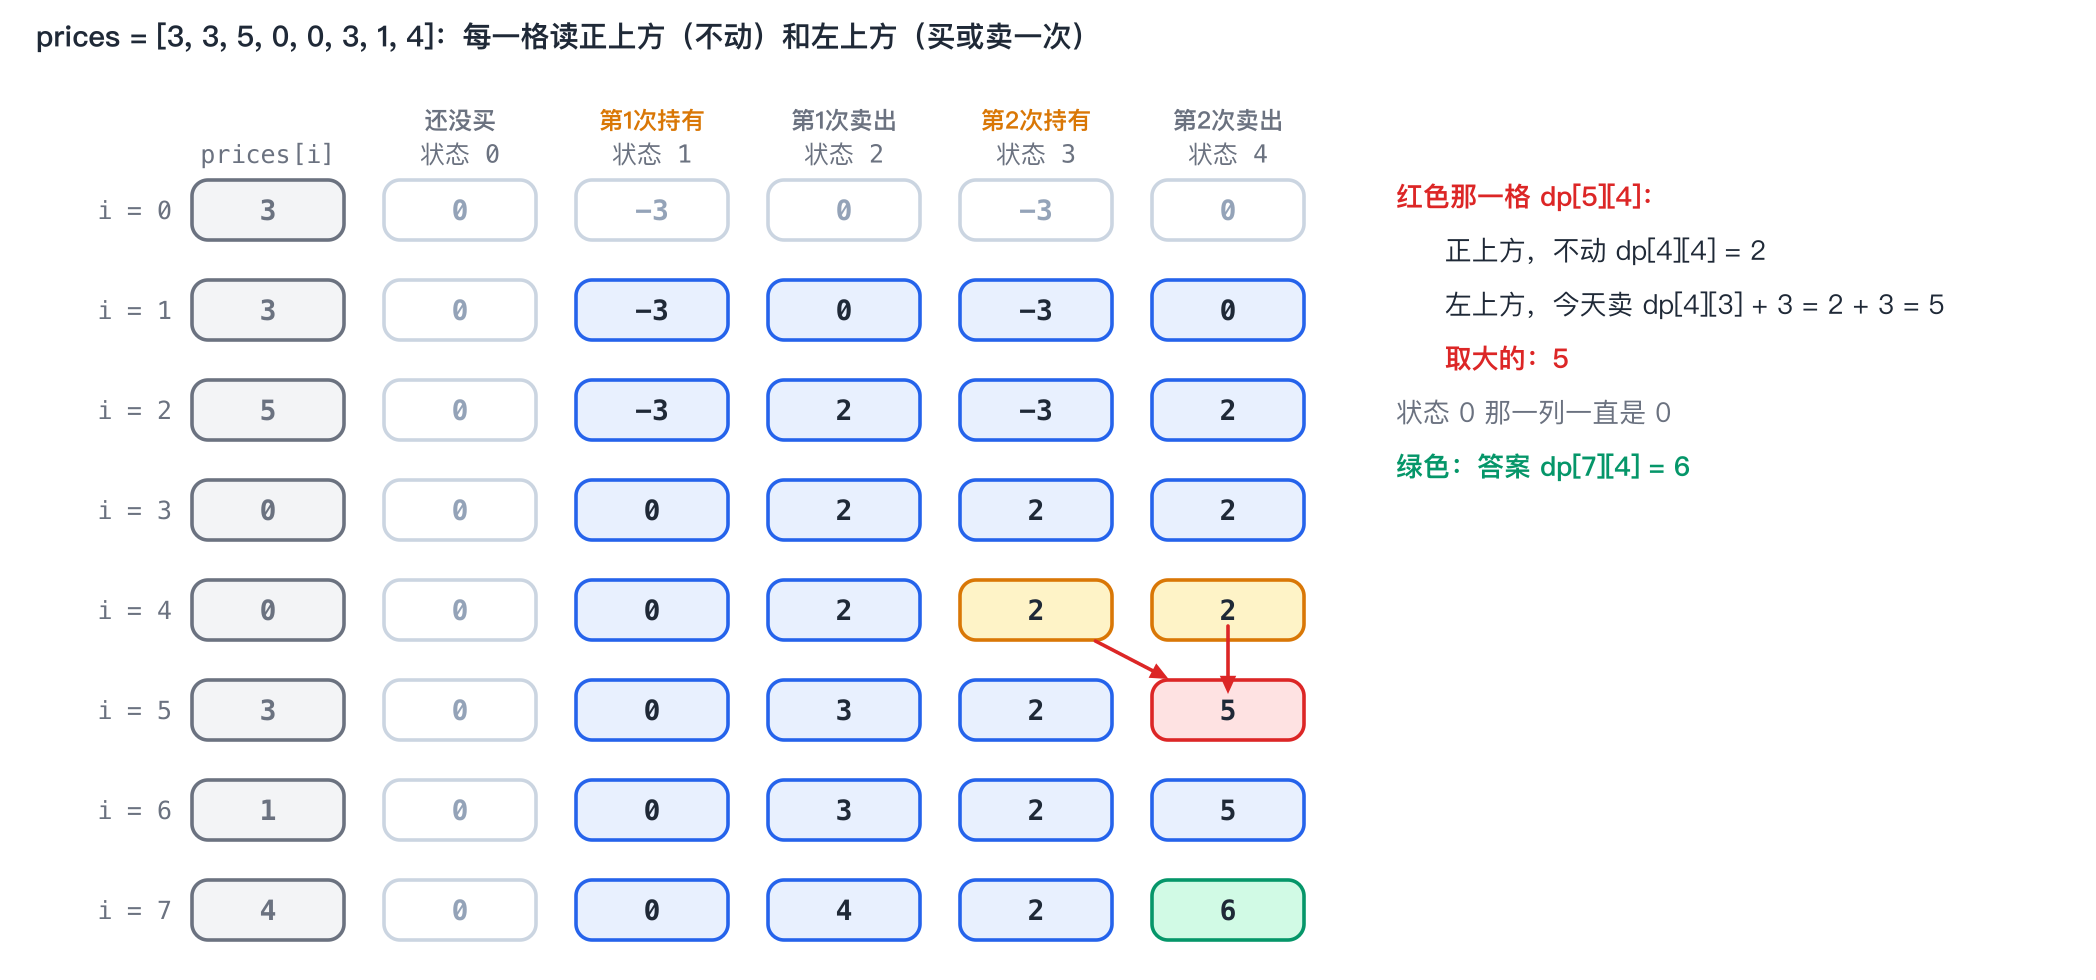 prices = [3, 3, 5, 0, 0, 3, 1, 4]：每一格读正上方（不动）和左上方（买或卖一次）
还没买 第1次持有 第1次卖出 第2次持有 第2次卖出
prices[i] 状态 0 状态 1 状态 2 状态 3 状态 4
i = 0 3 0 −3 0 −3 0
i = 1 3 0 −3 0 −3 0
i = 2 5 0 −3 2 −3 2
i = 3 0 0 0 2 2 2
i = 4 0 0 0 2 2 2
i = 5 3 0 0 3 2 5
i = 6 1 0 0 3 2 5
i = 7 4 0 0 4 2 6
红色那一格 dp[5][4]：
正上方，不动 dp[4][4] = 2
左上方，今天卖 dp[4][3] + 3 = 2 + 3 = 5
取大的：5
状态 0 那一列一直是 0
绿色：答案 dp[7][4] = 6